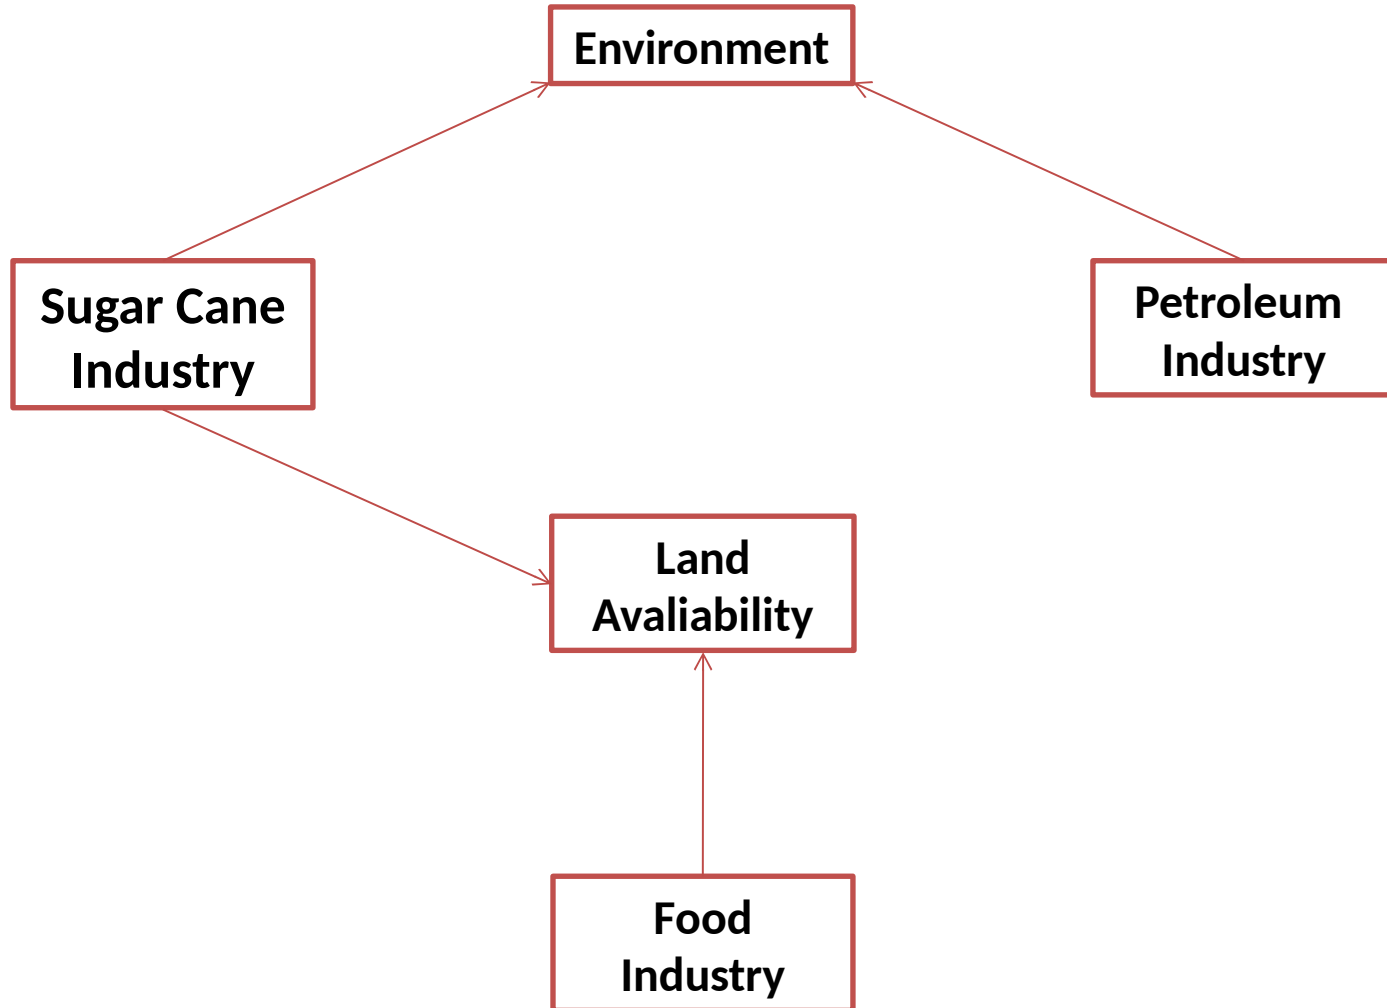 Environment
Sugar Cane
Industry
Petroleum
Industry
Land
Avaliability
Food
Industry